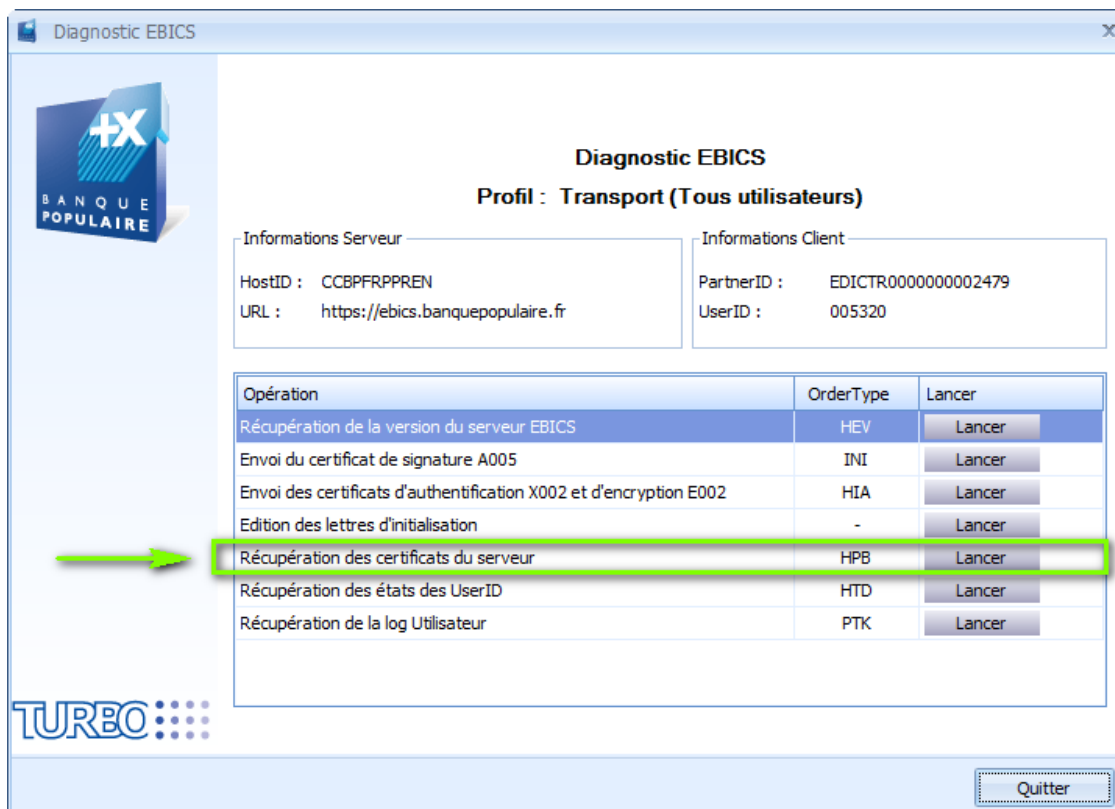 Diagnostic EBICS
+X
BANQUE
POPULAIRE
Diagnostic EBICS
Profil : Transport (Tous utilisateurs)
Informations Serveur
HostID : CCBPFRPPREN
URL : https://ebics.banquepopulaire.fr
Informations Client
PartnerID : EDICTR0000000002479
UserID : 005320
Opération OrderType Lancer
Récupération de la version du serveur EBICS HEV Lancer
Envoi du certificat de signature A005 INI Lancer
Envoi des certificats d'authentification X002 et d'encryption E002 HIA Lancer
Edition des lettres d'initialisation - Lancer
Récupération des certificats du serveur HPB Lancer
Récupération des états des UserID HTD Lancer
Récupération de la log Utilisateur PTK Lancer
TURBO
Quitter